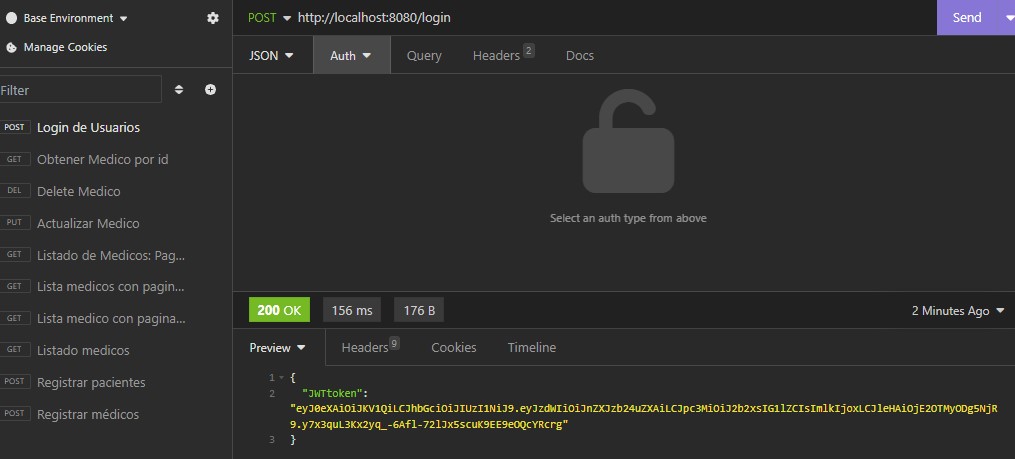 Base Environment
Manage Cookies
Filter
POST Login de Usuarios
GET Obtener Medico por id
DEL Delete Medico
PUT Actualizar Medico
GET Listado de Medicos: Pag...
GET Lista medicos con pagin...
GET Lista medico con pagina...
GET Listado medicos
POST Registrar pacientes
POST Registrar médicos
POST http://localhost:8080/login Send
JSON Auth Query Headers 2 Docs
Select an auth type from above
200 OK 156 ms 176 B 2 Minutes Ago
Preview Headers 9 Cookies Timeline
1 {
2 "JWTtoken":
"eyJ0eXAiOiJKV1QiLCJhbGciOiJIUzI1NiJ9.eyJzdWIiOiJnZXJzb24uZXAiLCJpc3MiOiJ2b2xsIG1lZCIsImlkIjoxLCJleHAiOjE2OTMyODg5NjR
9.y7x3quL3Kx2yq_-6Afl-72lJx5scuK9EE9eOQcYRcrg"
3 }